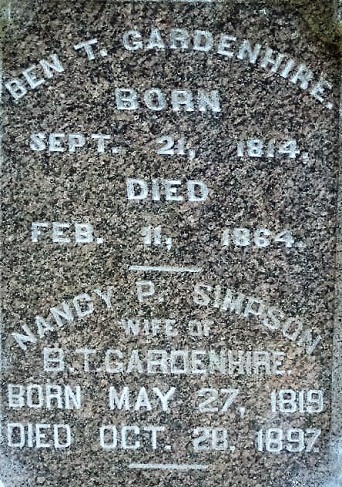 BEN T. GARDENHIRE.
BORN
SEPT. 21, 1814.
DIED
FEB. 11, 1864.
NANCY P. SIMPSON
WIFE OF
B.T. GARDENHIRE.
BORN MAY 27, 1819
DIED OCT. 28, 1897.